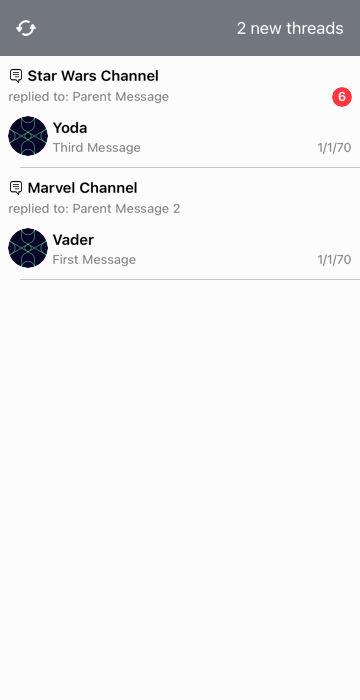 2 new threads
Star Wars Channel
replied to: Parent Message
6
Yoda
Third Message 1/1/70
Marvel Channel
replied to: Parent Message 2
Vader
First Message 1/1/70